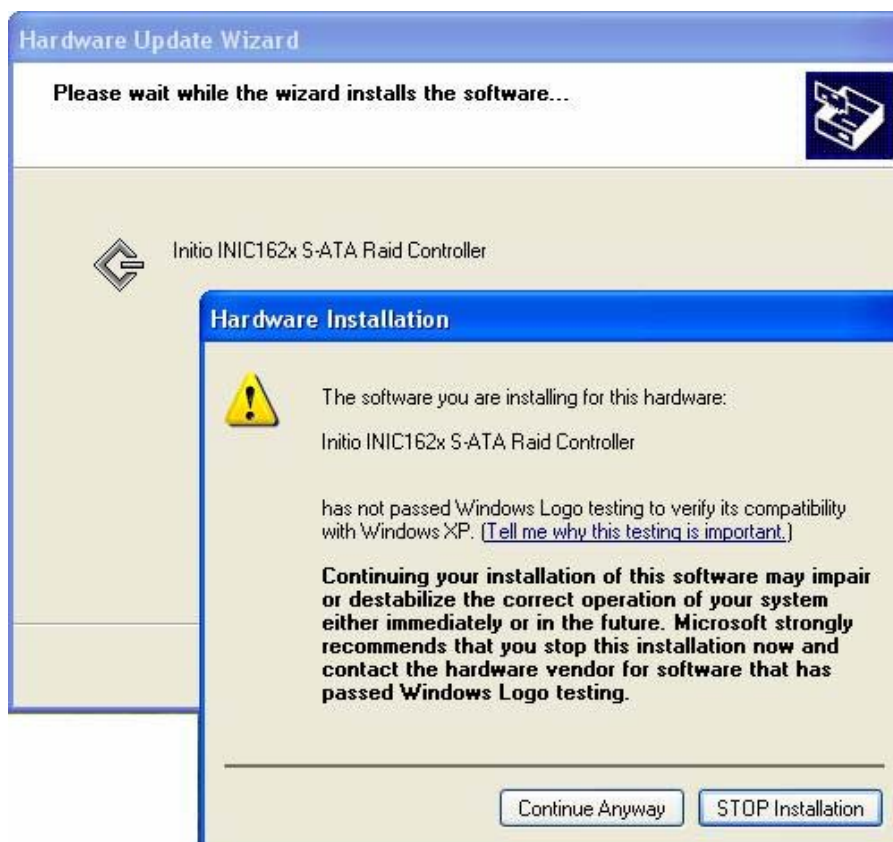 Hardware Update Wizard
Please wait while the wizard installs the software...
Initio INIC162x S-ATA Raid Controller
Hardware Installation
The software you are installing for this hardware:
Initio INIC162x S-ATA Raid Controller
has not passed Windows Logo testing to verify its compatibility
with Windows XP. (Tell me why this testing is important.)
Continuing your installation of this software may impair
or destabilize the correct operation of your system
either immediately or in the future. Microsoft strongly
recommends that you stop this installation now and
contact the hardware vendor for software that has
passed Windows Logo testing.
Continue Anyway
STOP Installation